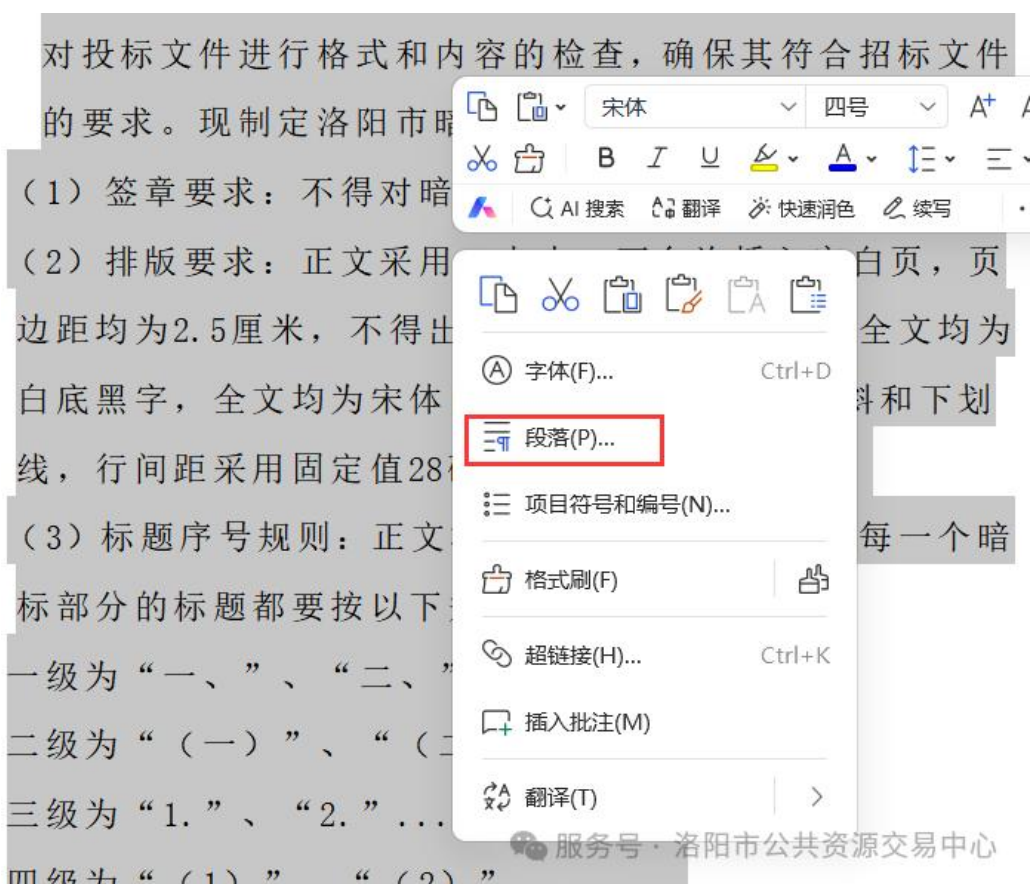 对投标文件进行格式和内容的检查，确保其符合招标文件
的要求。现制定洛阳市暗
宋体 四号 A+
B I U A
AI 搜索 翻译 快速润色 续写
（1）签章要求：不得对暗
（2）排版要求：正文采用
白页，页
边距均为2.5厘米，不得出
全文均为
字体(F)... Ctrl+D
白底黑字，全文均为宋体
和下划
段落(P)...
线，行间距采用固定值28
项目符号和编号(N)...
（3）标题序号规则：正文
每一个暗
格式刷(F)
标部分的标题都要按以下
超链接(H)... Ctrl+K
一级为“一、”、“二、”
插入批注(M)
二级为“（一）”、“（
翻译(T)
三级为“1.”、“2.”...
服务号 · 洛阳市公共资源交易中心
四级为“（1）”、“（2）”